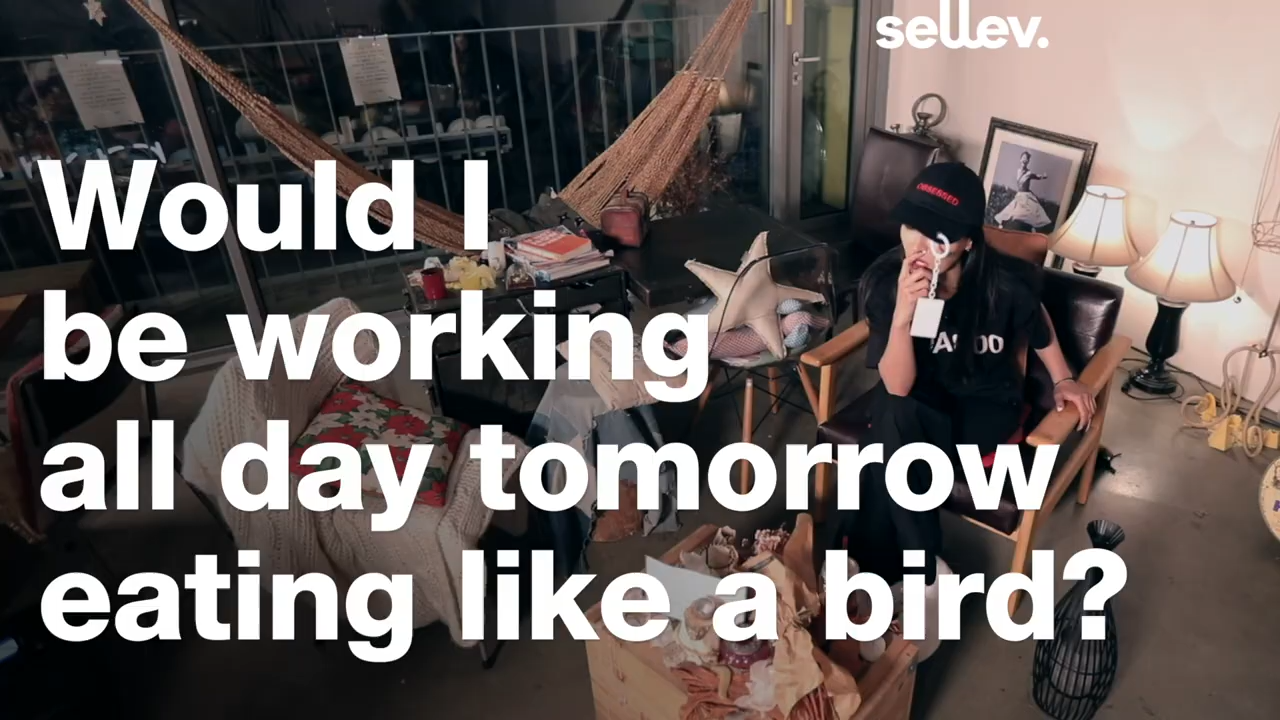 sellev.
Would I
be working
all day tomorrow
eating like a bird?
OBSESSED